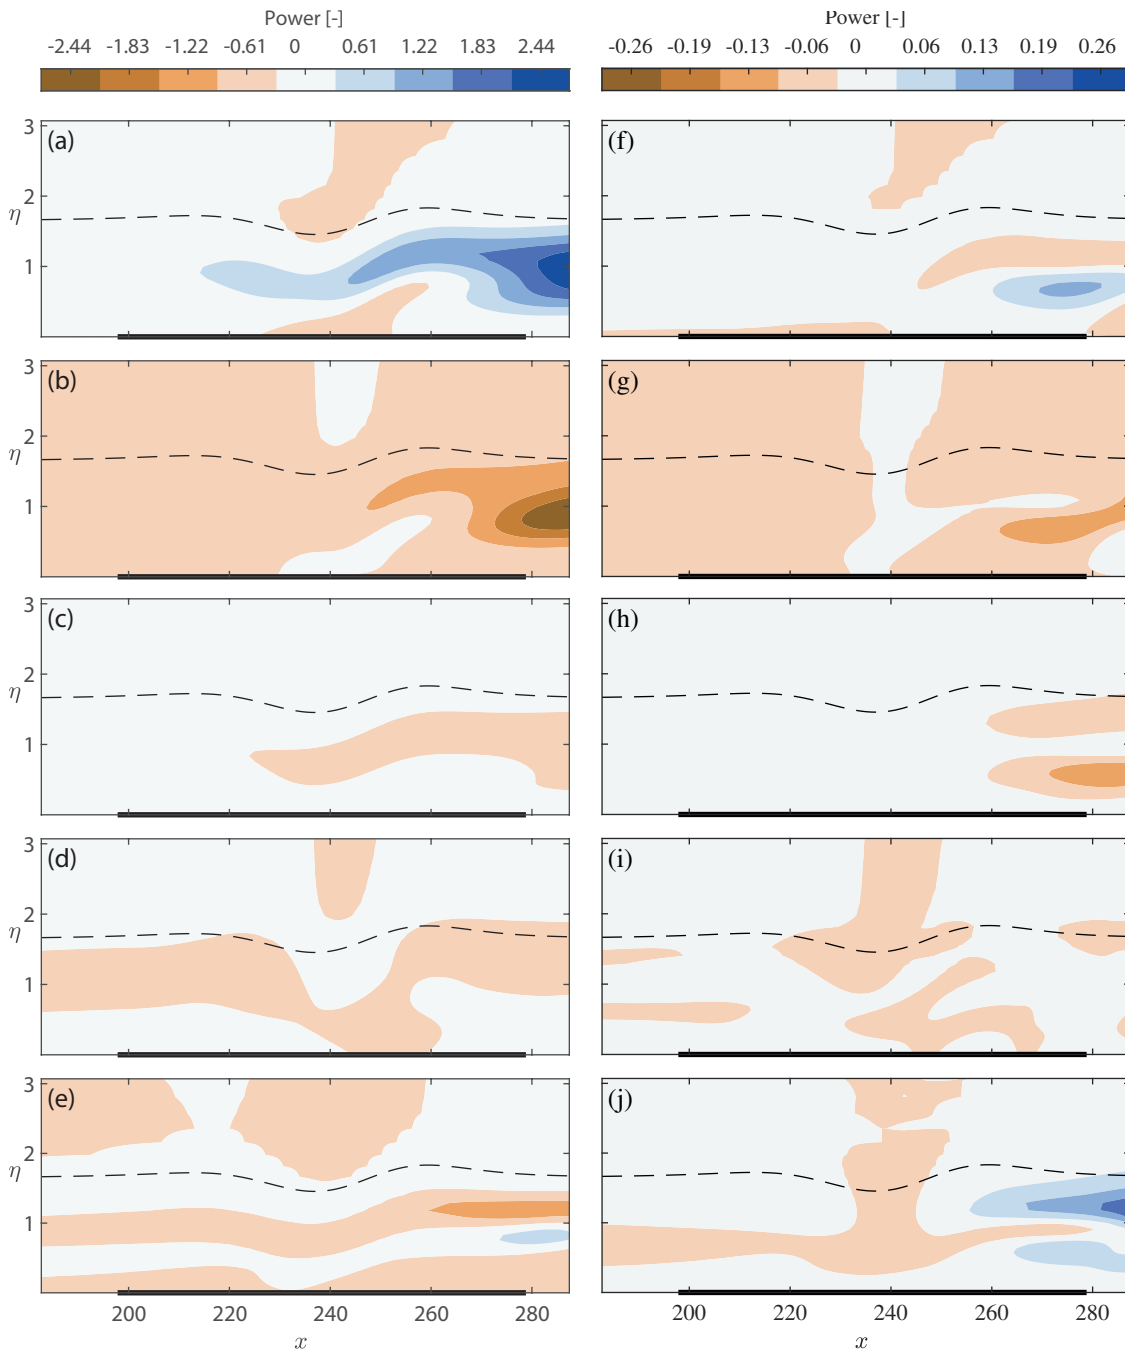 Power [-]
Power [-]
-2.44 -1.83 -1.22 -0.61 0 0.61 1.22 1.83 2.44
-0.26 -0.19 -0.13 -0.06 0 0.06 0.13 0.19 0.26
3 (a)
(f)
2
η
1
(b)
(g)
3
2
η
1
(c)
(h)
3
2
η
1
(d)
(i)
3
2
η
1
(e)
(j)
3
2
η
1
200 220 240 260 280
200 220 240 260 280
x
x